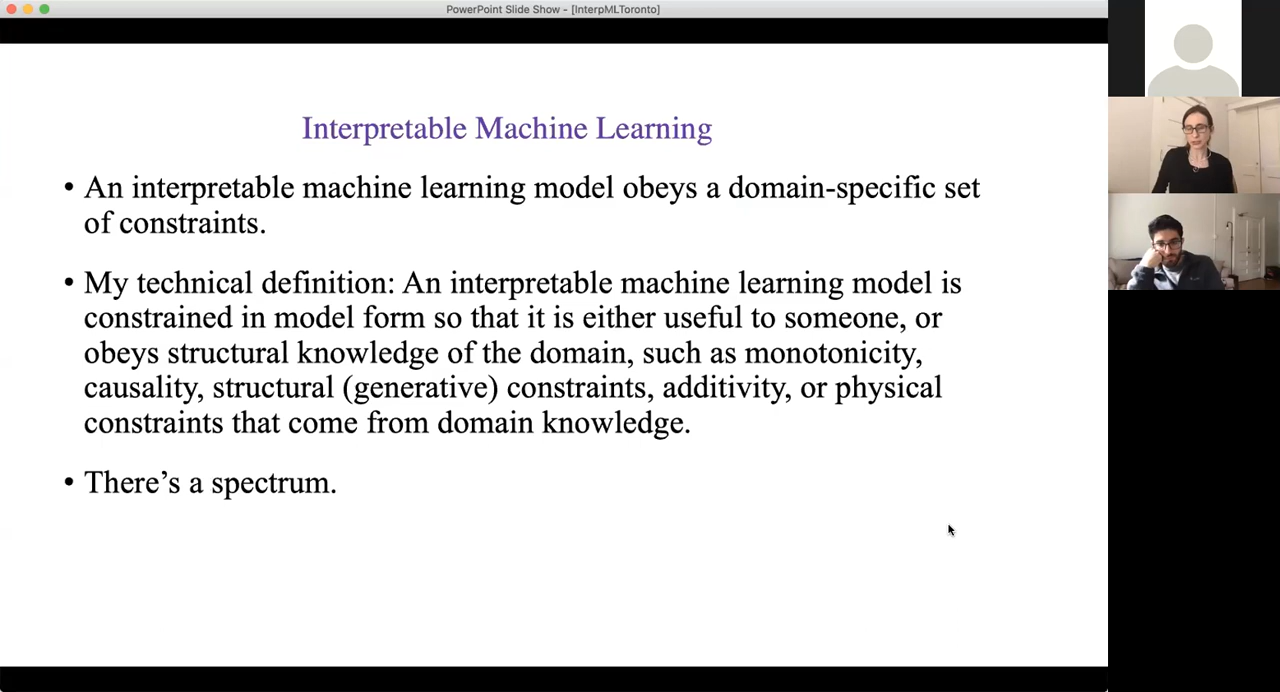 PowerPoint Slide Show - [InterpMLToronto]
Interpretable Machine Learning
• An interpretable machine learning model obeys a domain-specific set
of constraints.
• My technical definition: An interpretable machine learning model is
constrained in model form so that it is either useful to someone, or
obeys structural knowledge of the domain, such as monotonicity,
causality, structural (generative) constraints, additivity, or physical
constraints that come from domain knowledge.
• There’s a spectrum.